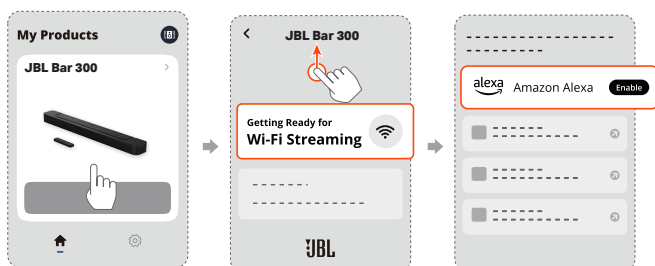 My Products
JBL Bar 300
JBL Bar 300
Getting Ready for
Wi-Fi Streaming
JBL
alexa
Amazon Alexa
Enable